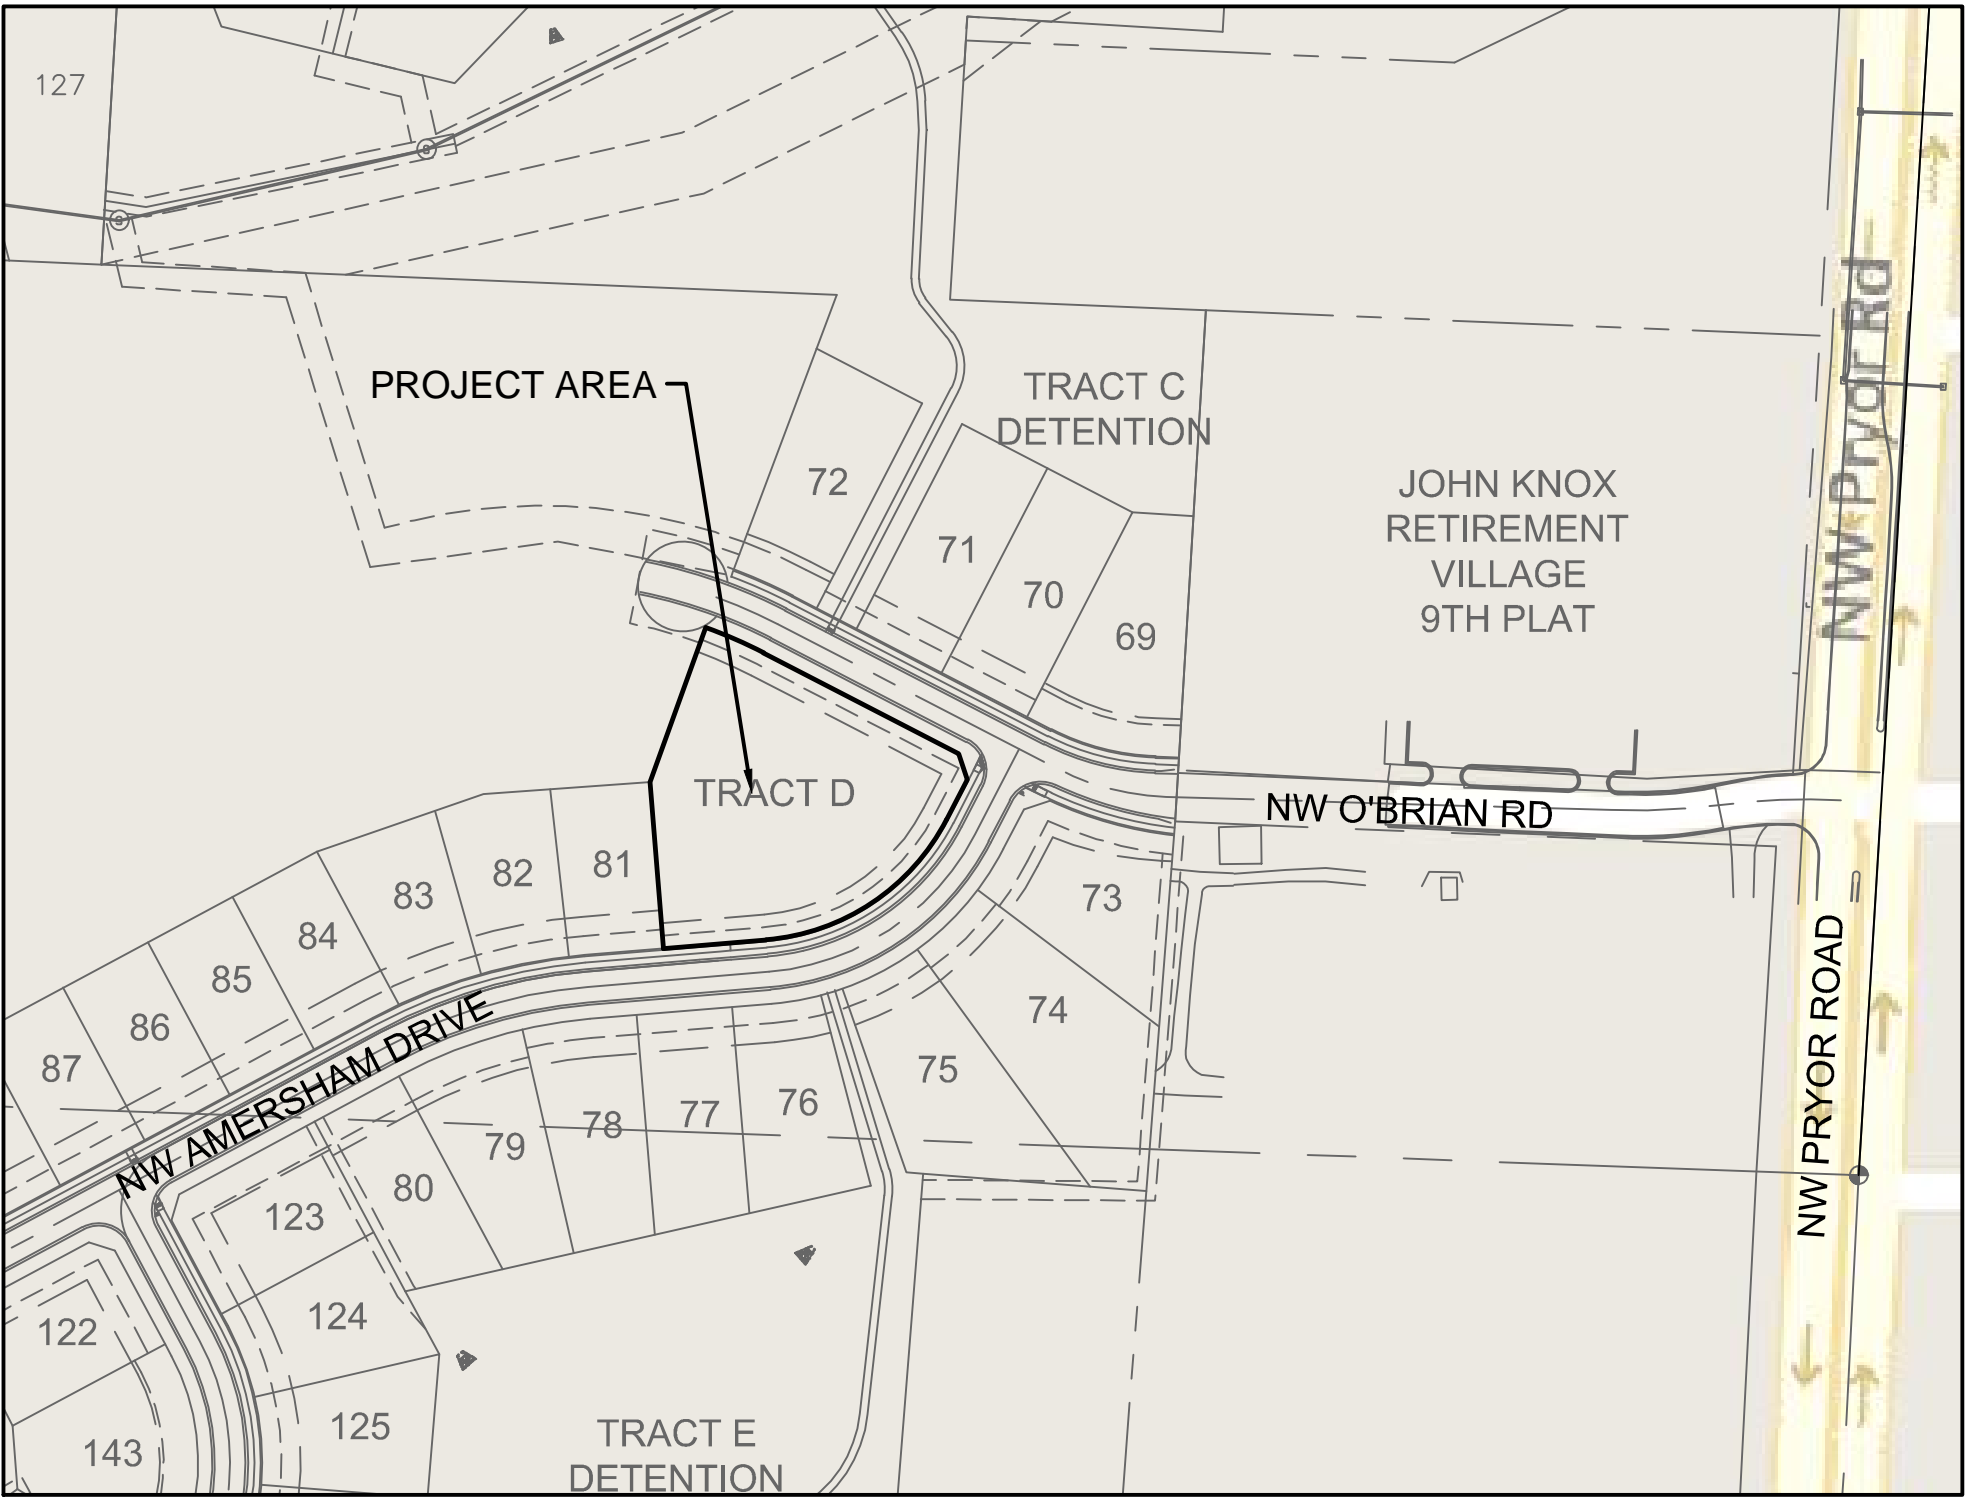 127
PROJECT AREA
TRACT C
DETENTION
72
71
70
69
JOHN KNOX
RETIREMENT
VILLAGE
9TH PLAT
NW Pryor Rd
TRACT D
NW O'BRIAN RD
81
82
83
84
85
86
87
73
74
75
76
77
78
79
80
NW AMERSHAM DRIVE
NW PRYOR ROAD
123
124
125
122
143
TRACT E
DETENTION
S
S